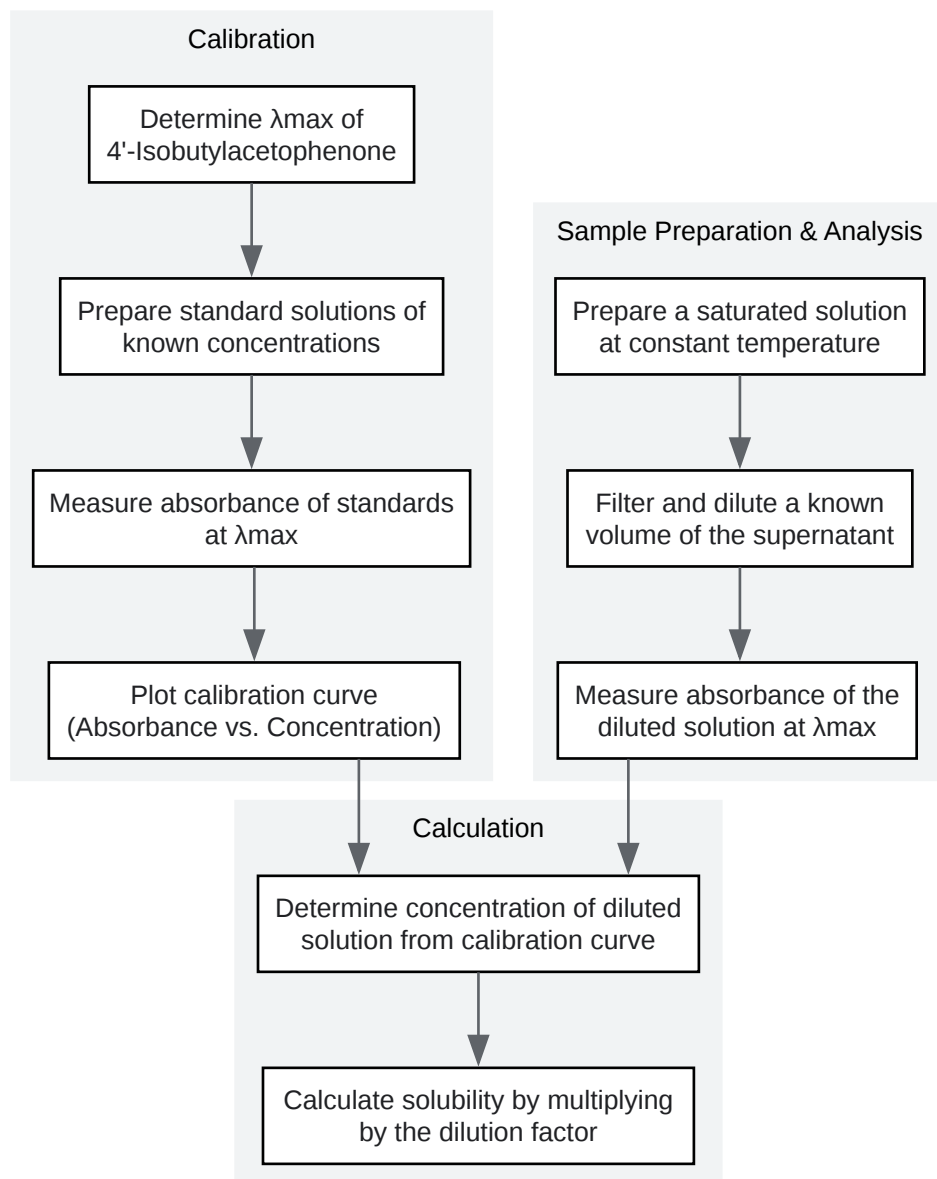 Calibration
Determine λmax of
4'-Isobutylacetophenone
Prepare standard solutions of
known concentrations
Measure absorbance of standards
at λmax
Plot calibration curve
(Absorbance vs. Concentration)
Sample Preparation & Analysis
Prepare a saturated solution
at constant temperature
Filter and dilute a known
volume of the supernatant
Measure absorbance of the
diluted solution at λmax
Calculation
Determine concentration of diluted
solution from calibration curve
Calculate solubility by multiplying
by the dilution factor